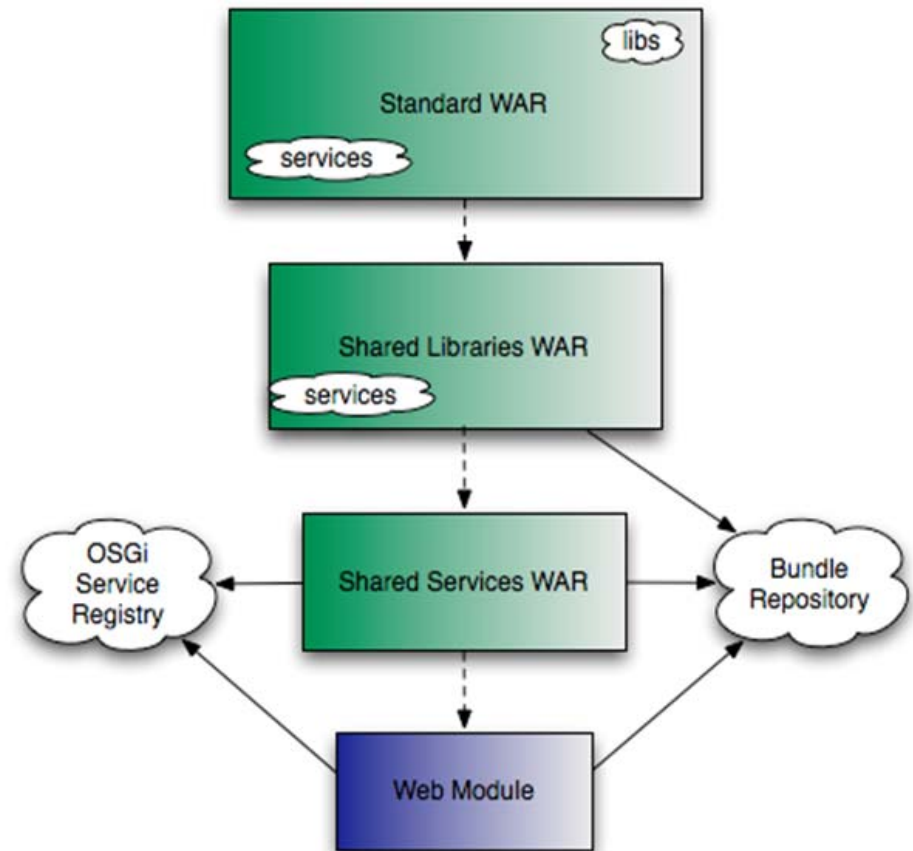 libs
Standard WAR
services
Shared Libraries WAR
services
OSGi
Service
Registry
Shared Services WAR
Bundle
Repository
Web Module